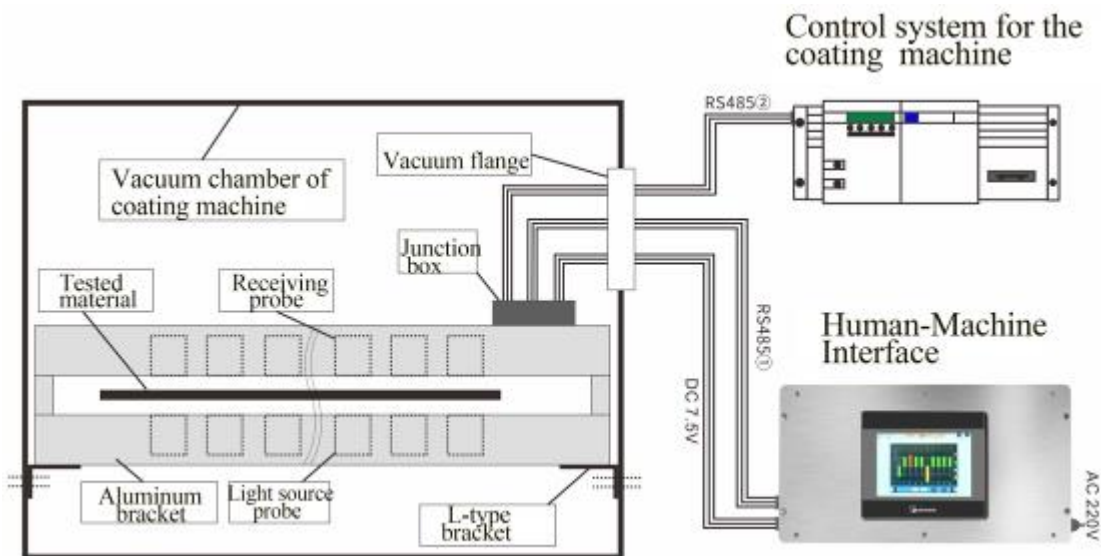 Control system for the
coating machine
RS485②
Vacuum flange
Vacuum chamber of
coating machine
Junction
box
Tested
material
Receiving
probe
RS485①
Human-Machine
Interface
DC 7.5V
AC 220V
Aluminum
bracket
Light source
probe
L-type
bracket